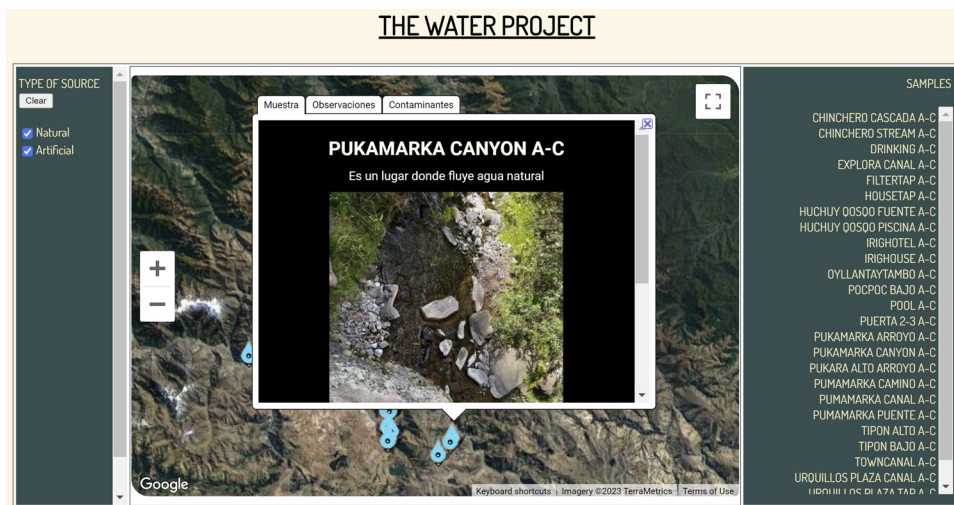 THE WATER PROJECT
TYPE OF SOURCE
Clear
Natural
Artificial
Muestra Observaciones Contaminantes
PUKAMARKA CANYON A-C
Es un lugar donde fluye agua natural
Google
Keyboard shortcuts Imagery ©2023 TerraMetrics Terms of Use
SAMPLES
CHINCHERO CASCADA A-C
CHINCHERO STREAM A-C
DRINKING A-C
EXPLORA CANAL A-C
FILTERTAP A-C
HOUSETAP A-C
HUCHUY QOSQO FUENTE A-C
HUCHUY QOSQO PISCINA A-C
IRIGHOTEL A-C
IRIGHOUSE A-C
OYLLANTAYTAMBO A-C
POCPOC BAJO A-C
POOL A-C
PUERTA 2-3 A-C
PUKAMARKA ARROYO A-C
PUKAMARKA CANYON A-C
PUKARA ALTO ARROYO A-C
PUMAMARKA CAMINO A-C
PUMAMARKA CANAL A-C
PUMAMARKA PUENTE A-C
TIPON ALTO A-C
TIPON BAJO A-C
TOWNCANAL A-C
URQUILLOS PLAZA CANAL A-C
URQUILLOS PLAZA TAP A-C